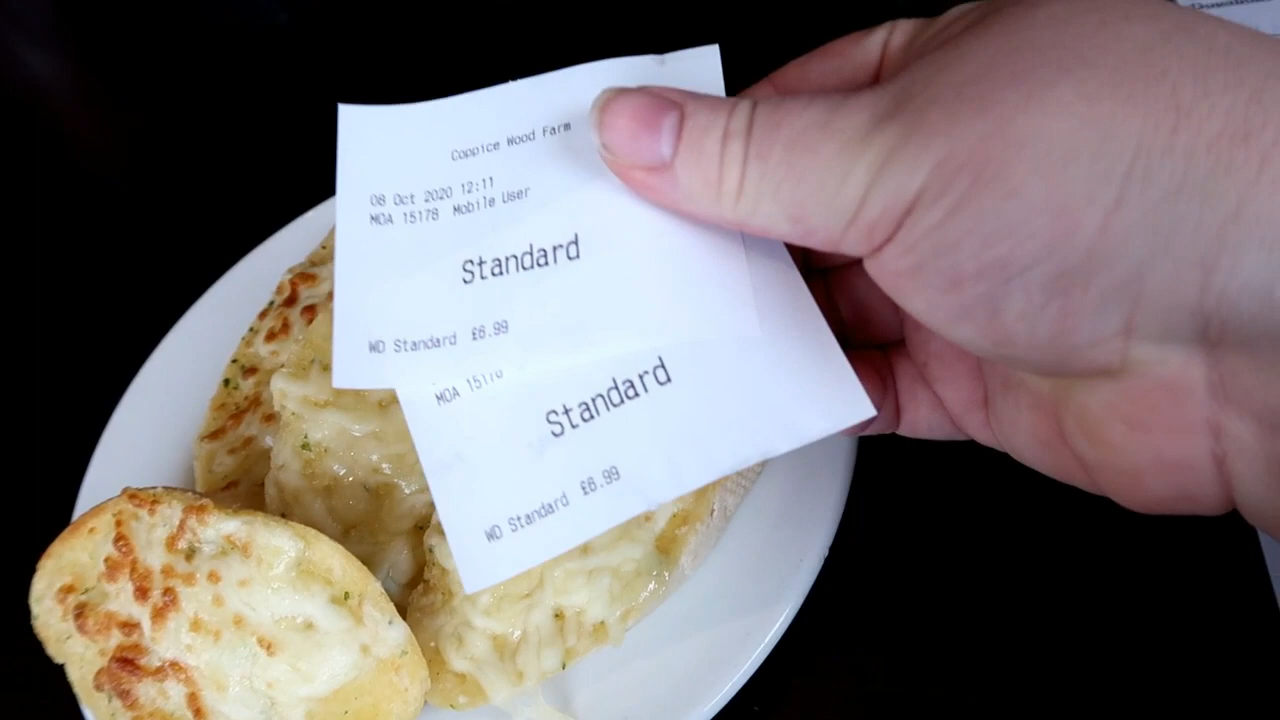 Coppice Wood Farm
08 Oct 2020 12:11
MOA 15178 Mobile User
Standard
WD Standard £6.99
MOA
Standard
WD Standard £6.99